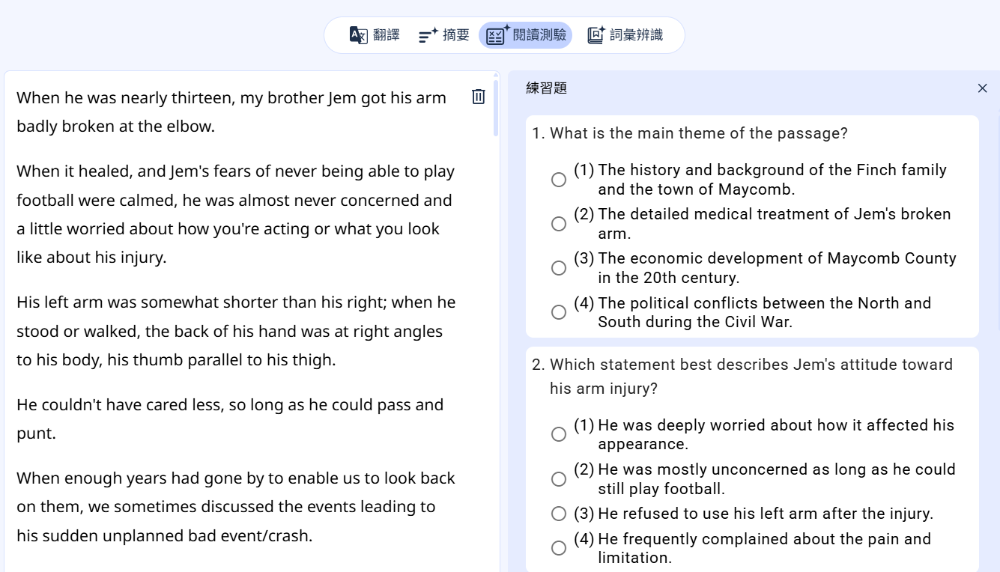 翻譯 摘要 閱讀測驗 詞彙辨識
When he was nearly thirteen, my brother Jem got his arm
badly broken at the elbow.
When it healed, and Jem's fears of never being able to play
football were calmed, he was almost never concerned and
a little worried about how you're acting or what you look
like about his injury.
His left arm was somewhat shorter than his right; when he
stood or walked, the back of his hand was at right angles
to his body, his thumb parallel to his thigh.
He couldn't have cared less, so long as he could pass and
punt.
When enough years had gone by to enable us to look back
on them, we sometimes discussed the events leading to
his sudden unplanned bad event/crash.
練習題
1. What is the main theme of the passage?
(1) The history and background of the Finch family
and the town of Maycomb.
(2) The detailed medical treatment of Jem's broken
arm.
(3) The economic development of Maycomb County
in the 20th century.
(4) The political conflicts between the North and
South during the Civil War.
2. Which statement best describes Jem's attitude toward
his arm injury?
(1) He was deeply worried about how it affected his
appearance.
(2) He was mostly unconcerned as long as he could
still play football.
(3) He refused to use his left arm after the injury.
(4) He frequently complained about the pain and
limitation.